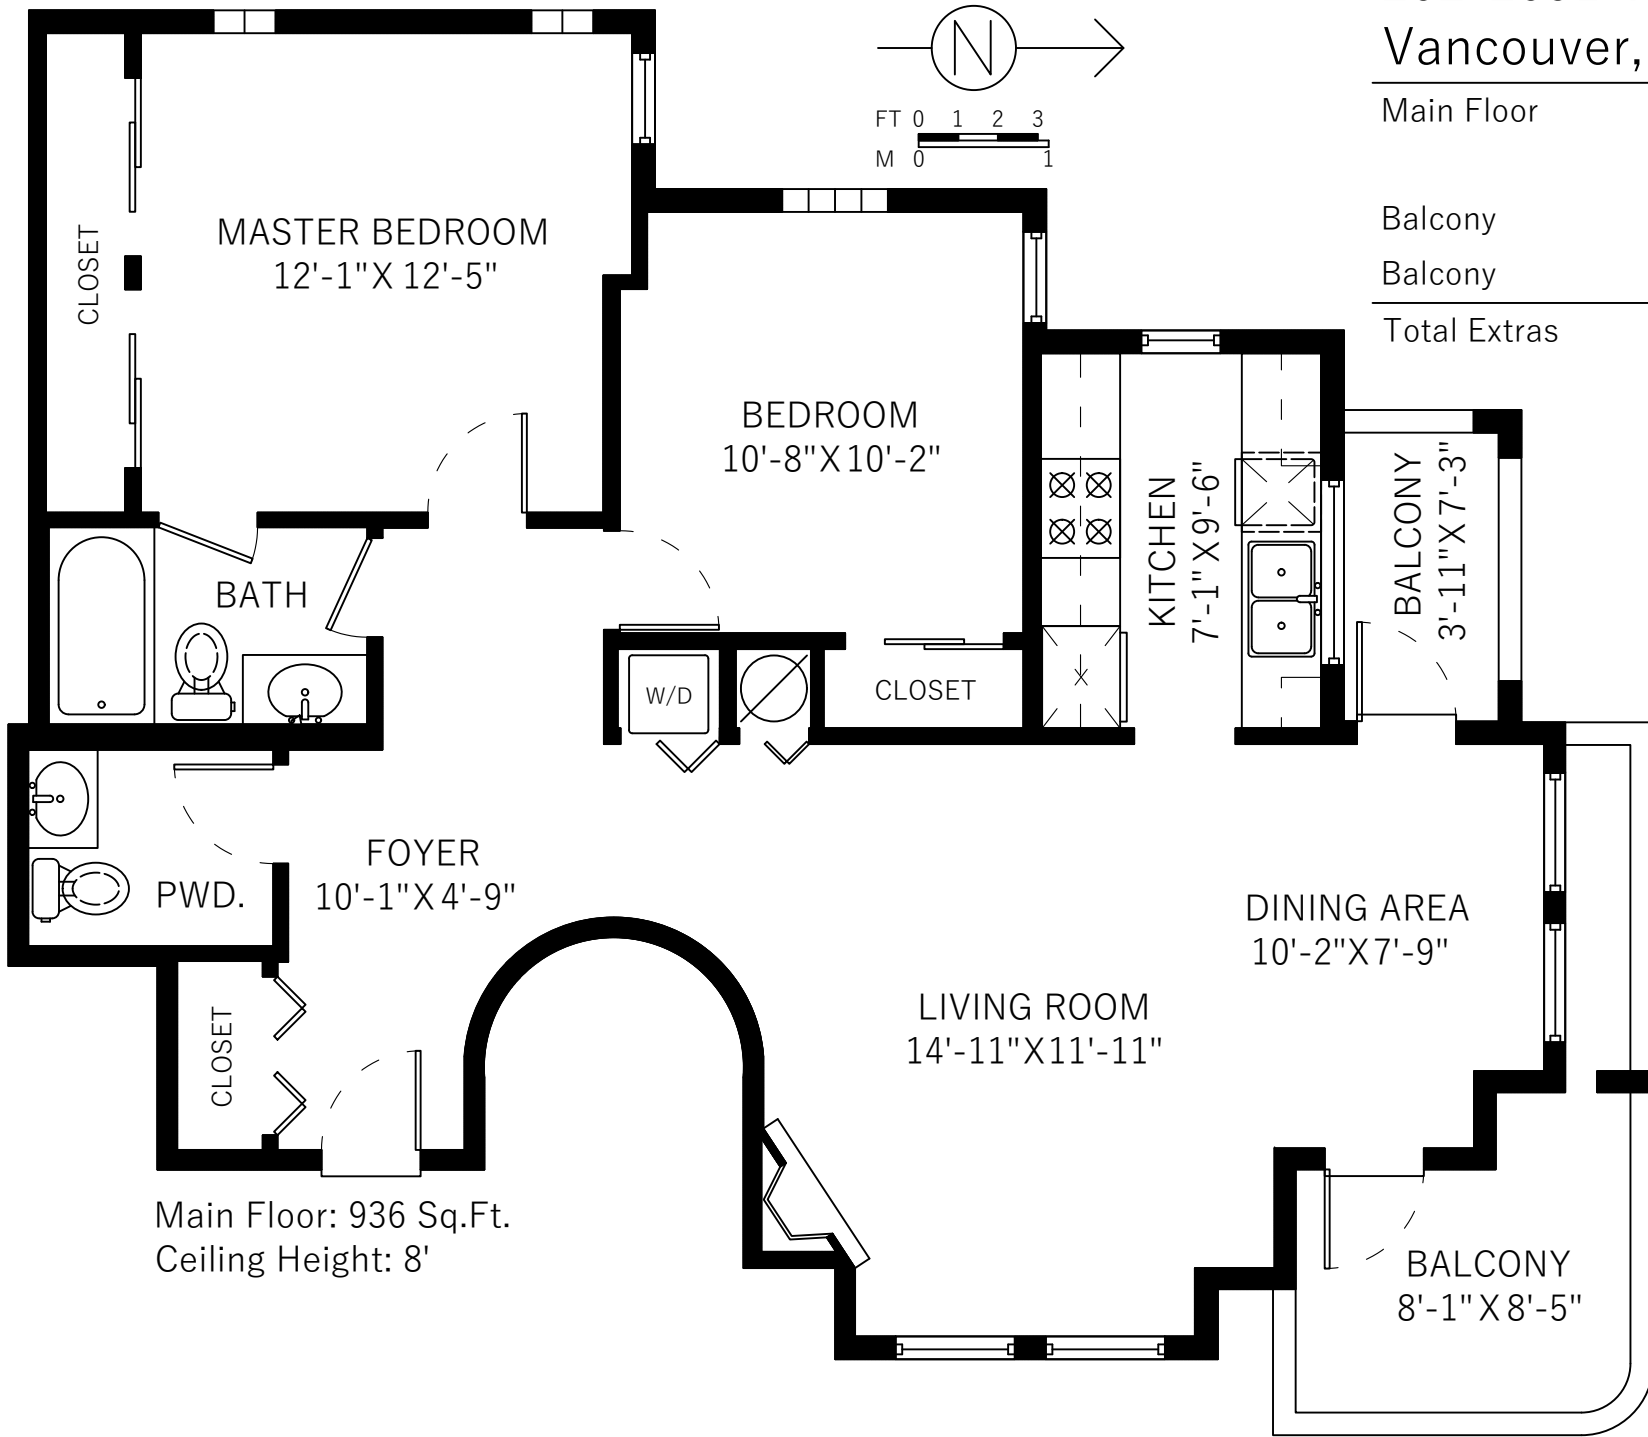 Vancouver,
Main Floor
Balcony
Balcony
Total Extras
N
FT 0 1 2 3
M 0 1
MASTER BEDROOM
12'-1"X 12'-5"
CLOSET
BEDROOM
10'-8"X10'-2"
KITCHEN
7'-1"X9'-6"
BALCONY
3'-11"X7'-3"
BATH
W/D
CLOSET
FOYER
10'-1"X4'-9"
PWD.
DINING AREA
10'-2"X7'-9"
LIVING ROOM
14'-11"X11'-11"
CLOSET
BALCONY
8'-1"X8'-5"
Main Floor: 936 Sq.Ft.
Ceiling Height: 8'